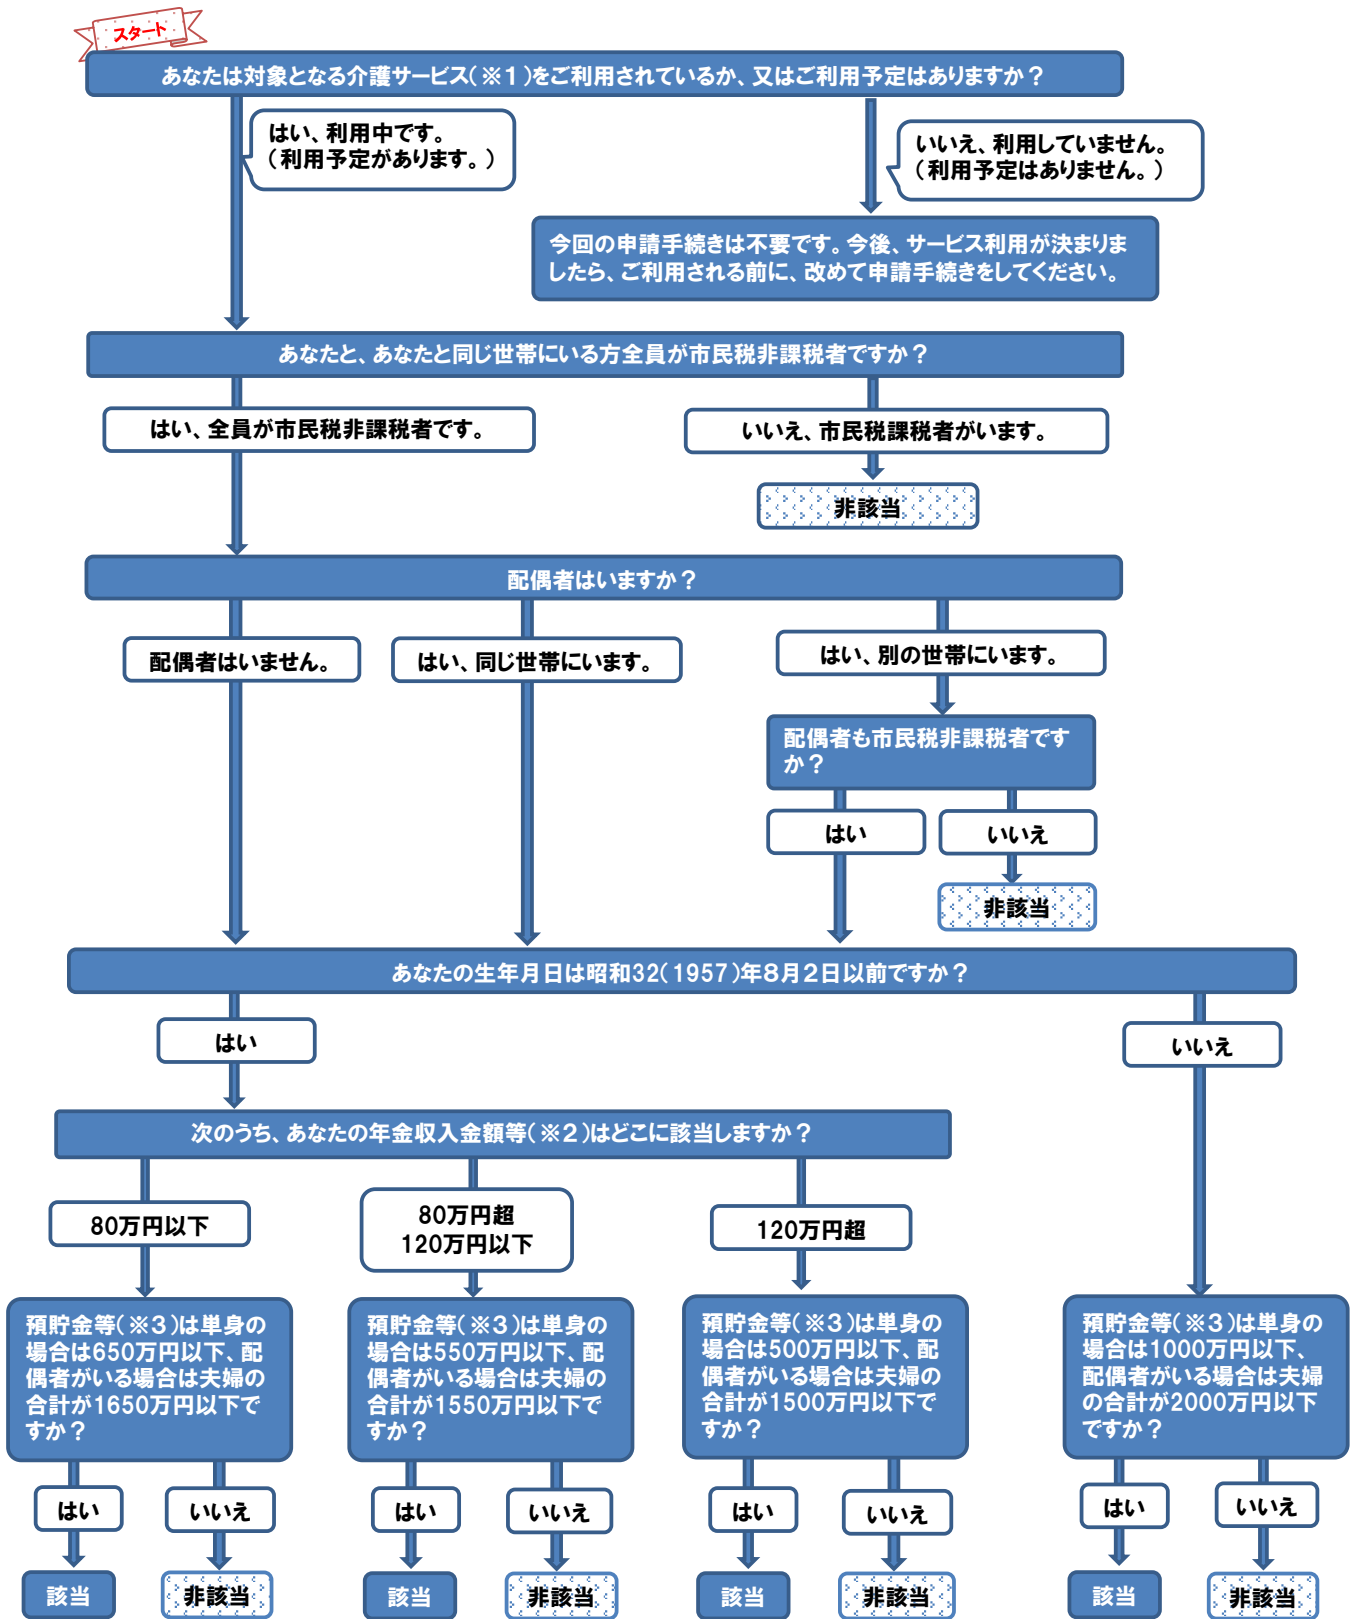 スタート
あなたは対象となる介護サービス(※1)をご利用されているか、又はご利用予定はありますか？
はい、利用中です。
(利用予定があります。)
いいえ、利用していません。
(利用予定はありません。)
今回の申請手続きは不要です。今後、サービス利用が決まりま
したら、ご利用される前に、改めて申請手続きをしてください。
あなたと、あなたと同じ世帯にいる方全員が市民税非課税者ですか？
はい、全員が市民税非課税者です。
いいえ、市民税課税者がいます。
非該当
配偶者はいますか？
配偶者はいません。
はい、同じ世帯にいます。
はい、別の世帯にいます。
配偶者も市民税非課税者です
か？
はい
いいえ
非該当
あなたの生年月日は昭和32(1957)年8月2日以前ですか？
はい
いいえ
次のうち、あなたの年金収入金額等(※2)はどこに該当しますか？
80万円以下
80万円超
120万円以下
120万円超
預貯金等(※3)は単身の
場合は650万円以下、配
偶者がいる場合は夫婦の
合計が1650万円以下で
すか？
預貯金等(※3)は単身の
場合は550万円以下、配
偶者がいる場合は夫婦の
合計が1550万円以下で
すか？
預貯金等(※3)は単身の
場合は500万円以下、配
偶者がいる場合は夫婦の
合計が1500万円以下で
すか？
預貯金等(※3)は単身の
場合は1000万円以下、
配偶者がいる場合は夫婦
の合計が2000万円以下
ですか？
はい
いいえ
はい
いいえ
はい
いいえ
はい
いいえ
該当
非該当
該当
非該当
該当
非該当
該当
非該当